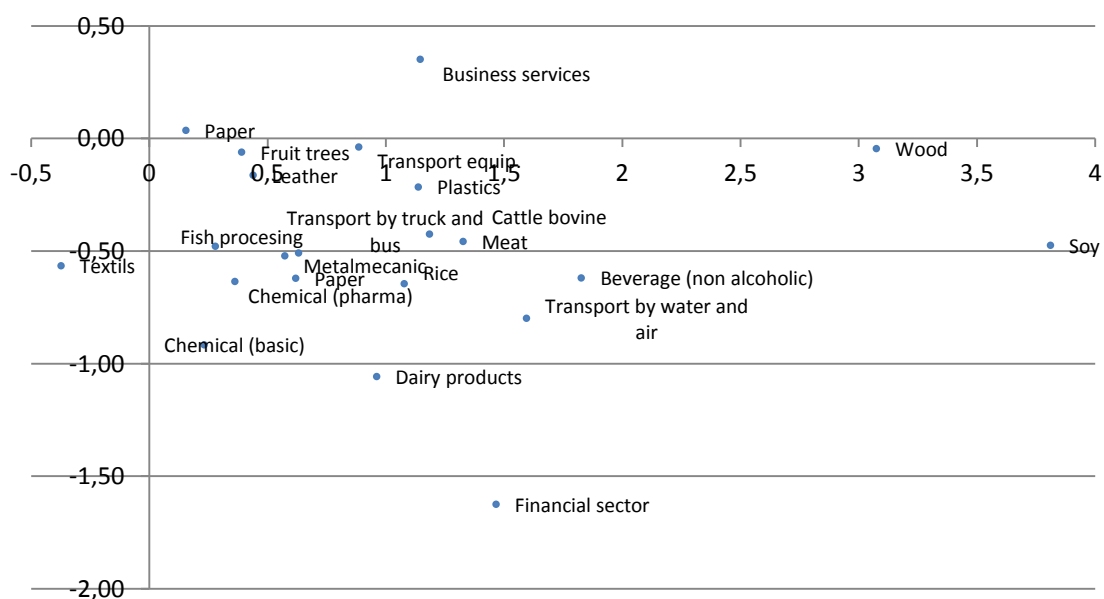 0,50
Business services
Paper
0,00
Fruit trees
Transport equip
Wood
-0,5
0
0,5
1
1,5
2
2,5
3
3,5
4
Leather
Plastics
Transport by truck and
bus
Cattle bovine
Fish procesing
Meat
Soy
-0,50
Textils
Metalmecanic
Rice
Paper
Beverage (non alcoholic)
Chemical (pharma)
Transport by water and
air
Chemical (basic)
-1,00
Dairy products
-1,50
Financial sector
-2,00